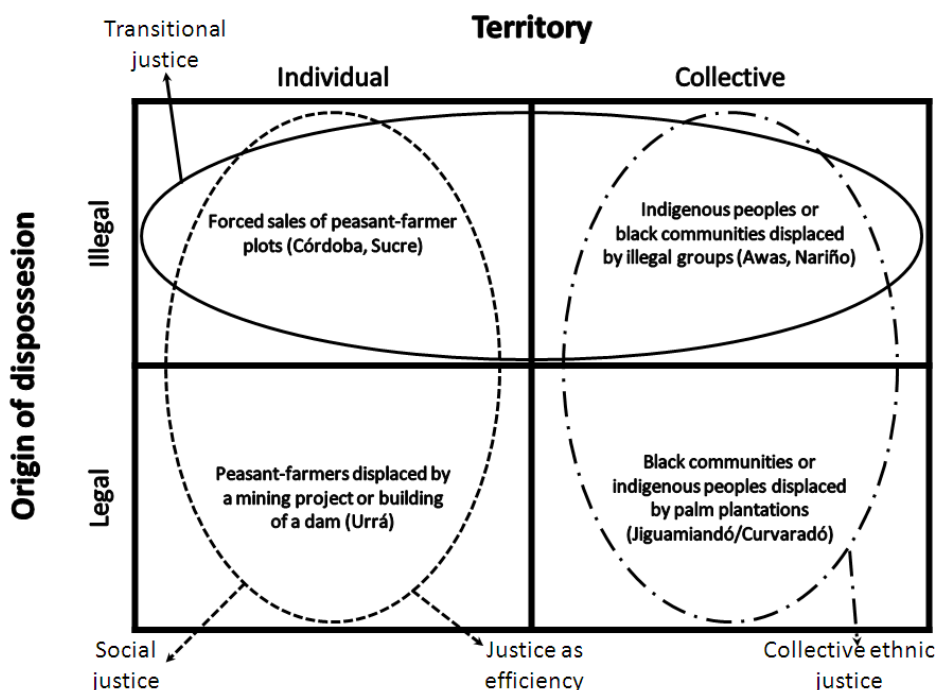 Transitional
justice
Territory
Individual
Collective
Origin of dispossesion
Illegal
Forced sales of peasant-farmer
plots (Córdoba, Sucre)
Indigenous peoples or
black communities displaced
by illegal groups (Awas, Nariño)
Legal
Peasant-farmers displaced by
a mining project or building
of a dam (Urrá)
Black communities or
indigenous peoples displaced
by palm plantations
(Jiguamiandó/Curvaradó)
Social
justice
Justice as
efficiency
Collective ethnic
justice